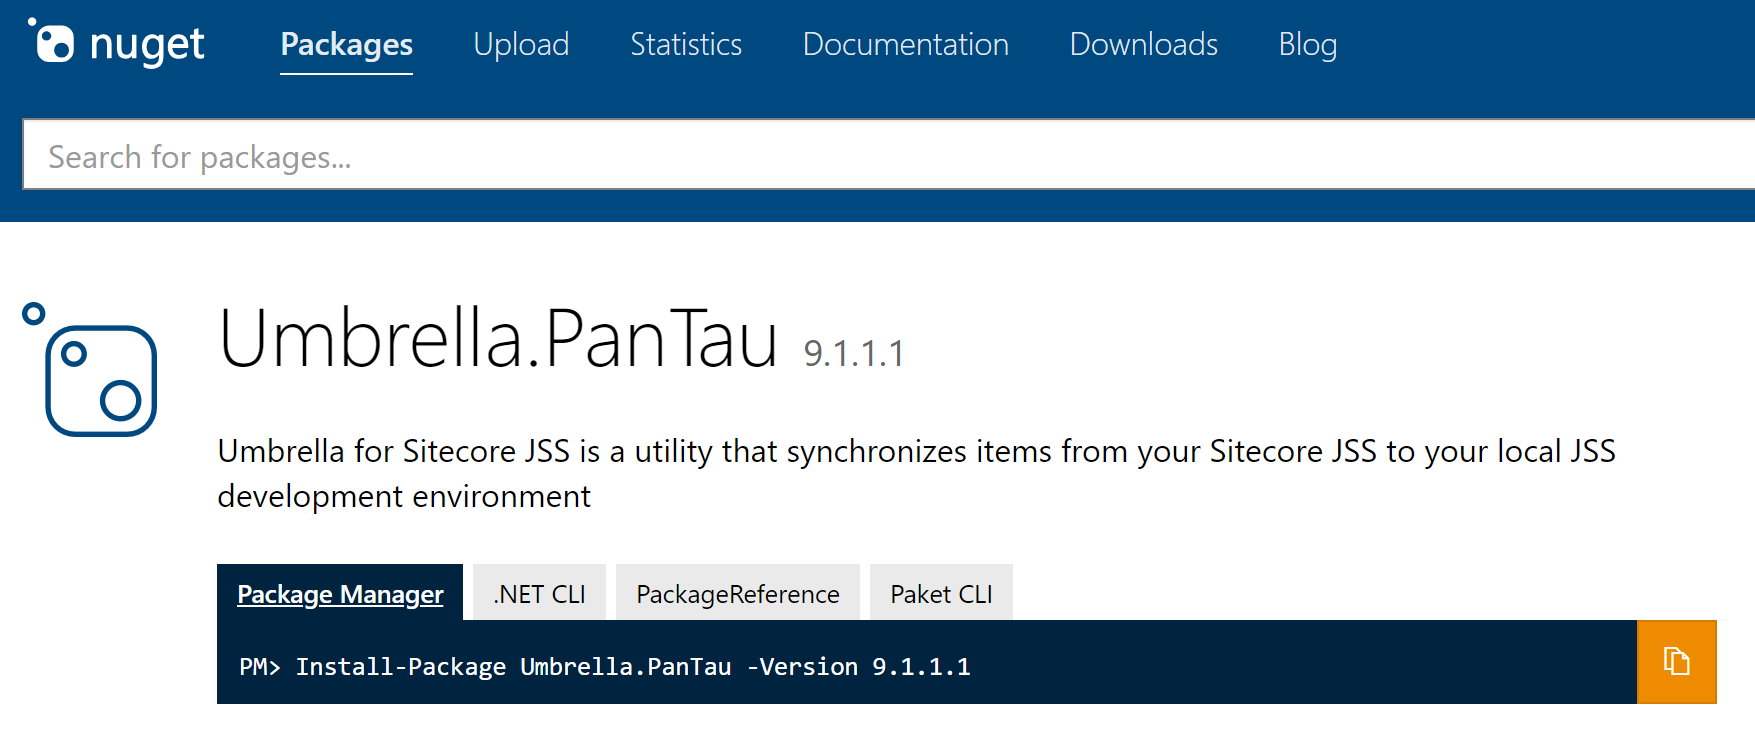 nuget Packages Upload Statistics Documentation Downloads Blog
Search for packages...
Umbrella.PanTau 9.1.1.1
Umbrella for Sitecore JSS is a utility that synchronizes items from your Sitecore JSS to your local JSS
development environment
Package Manager .NET CLI PackageReference Paket CLI
PM> Install-Package Umbrella.PanTau -Version 9.1.1.1